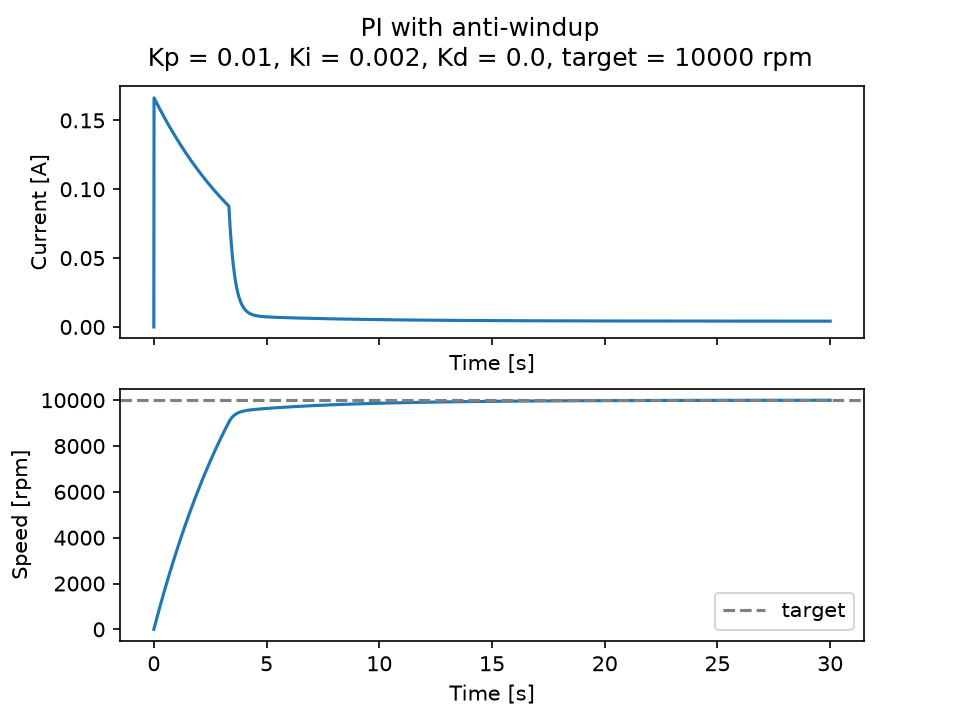 PI with anti-windup
Kp = 0.01, Ki = 0.002, Kd = 0.0, target = 10000 rpm
Current [A]
0.15
0.10
0.05
0.00
Time [s]
Speed [rpm]
10000
8000
6000
4000
2000
0
target
0 5 10 15 20 25 30
Time [s]